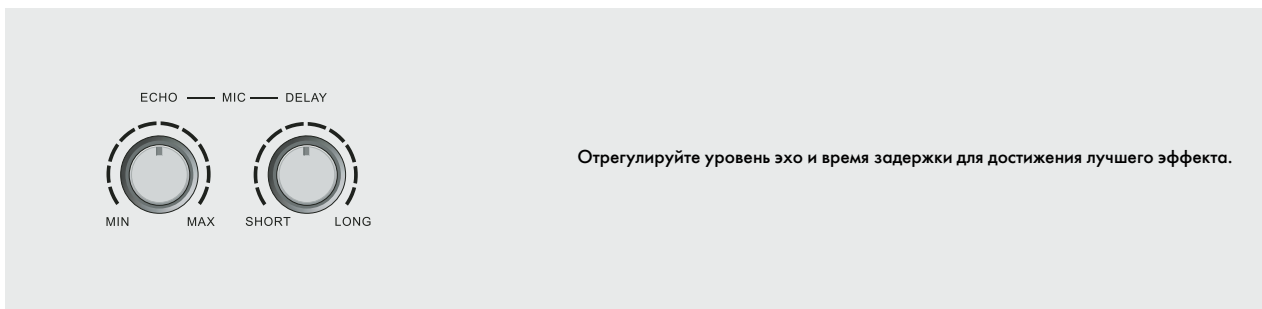 ECHO MIC DELAY
MIN MAX SHORT LONG
Отрегулируйте уровень эхо и время задержки для достижения лучшего эффекта.